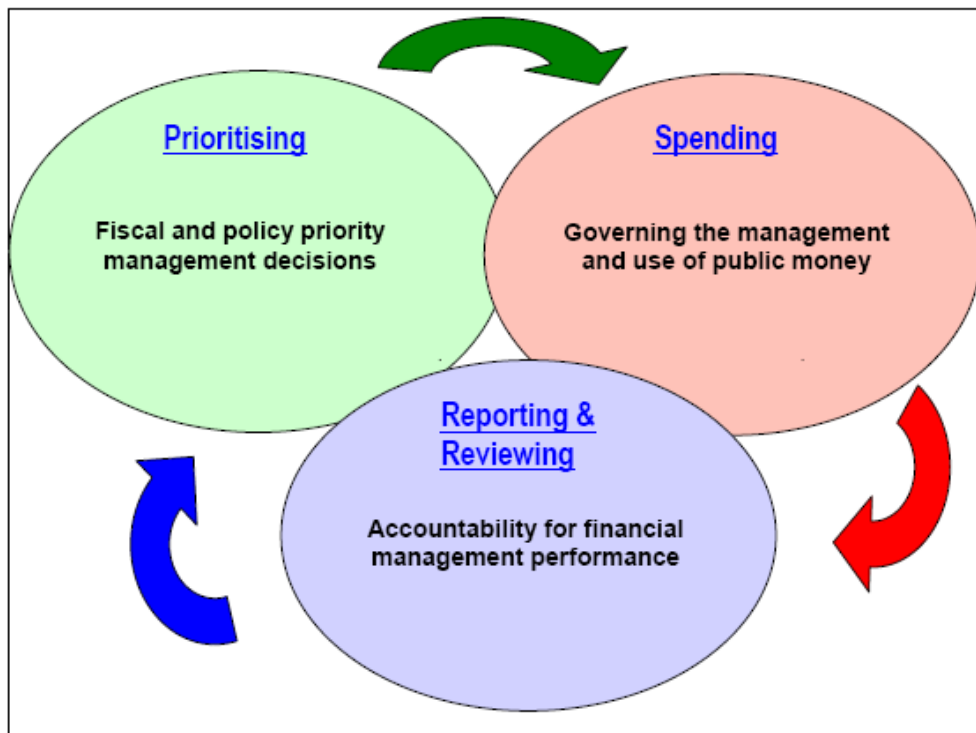 Prioritising
Fiscal and policy priority
management decisions
Spending
Governing the management
and use of public money
Reporting &
Reviewing
Accountability for financial
management performance